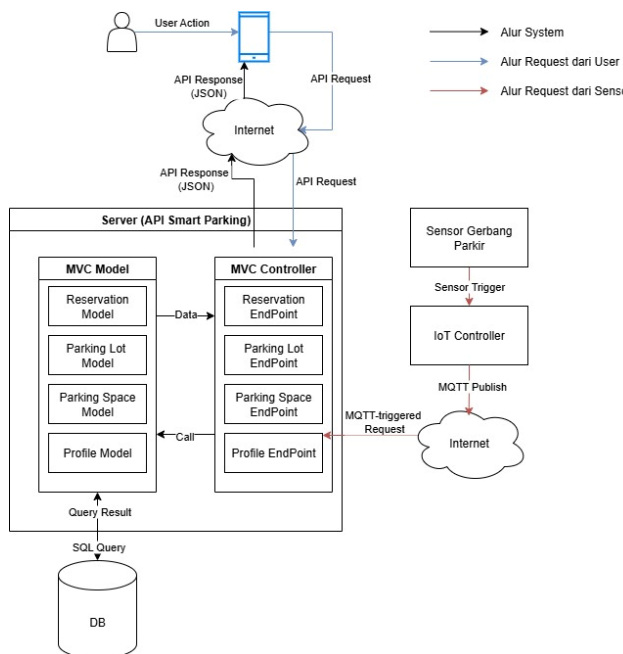 User Action
Alur System
Alur Request dari User
Alur Request dari Senso
API Response
(JSON)
API Request
Internet
API Response
(JSON)
API Request
Server (API Smart Parking)
MVC Model
Reservation
Model
Parking Lot
Model
Parking Space
Model
Profile Model
Data
Call
MVC Controller
Reservation
EndPoint
Parking Lot
EndPoint
Parking Space
EndPoint
Profile EndPoint
Sensor Gerbang
Parkir
Sensor Trigger
IoT Controller
MQTT Publish
Internet
MQTT-triggered
Request
Query Result
SQL Query
DB